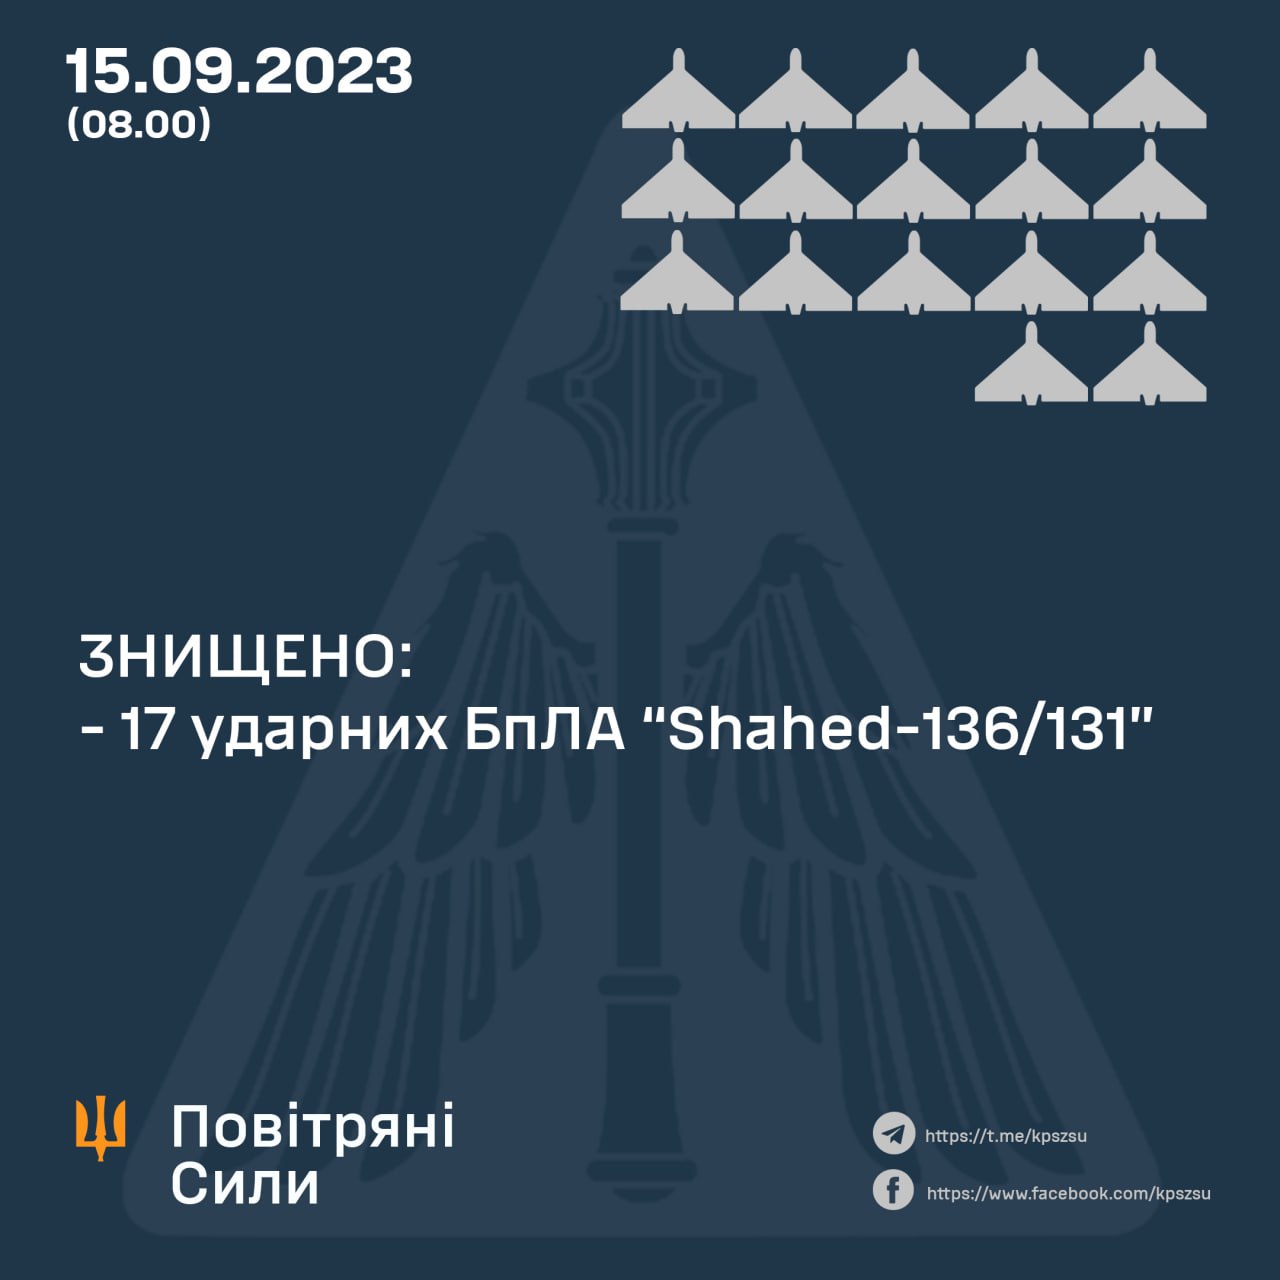 15.09.2023
(08.00)
ЗНИЩЕНО:
- 17 ударних БпЛА “Shahed-136/131”
Повітряні
Сили
https://t.me/kpszsu
https://www.facebook.com/kpszsu